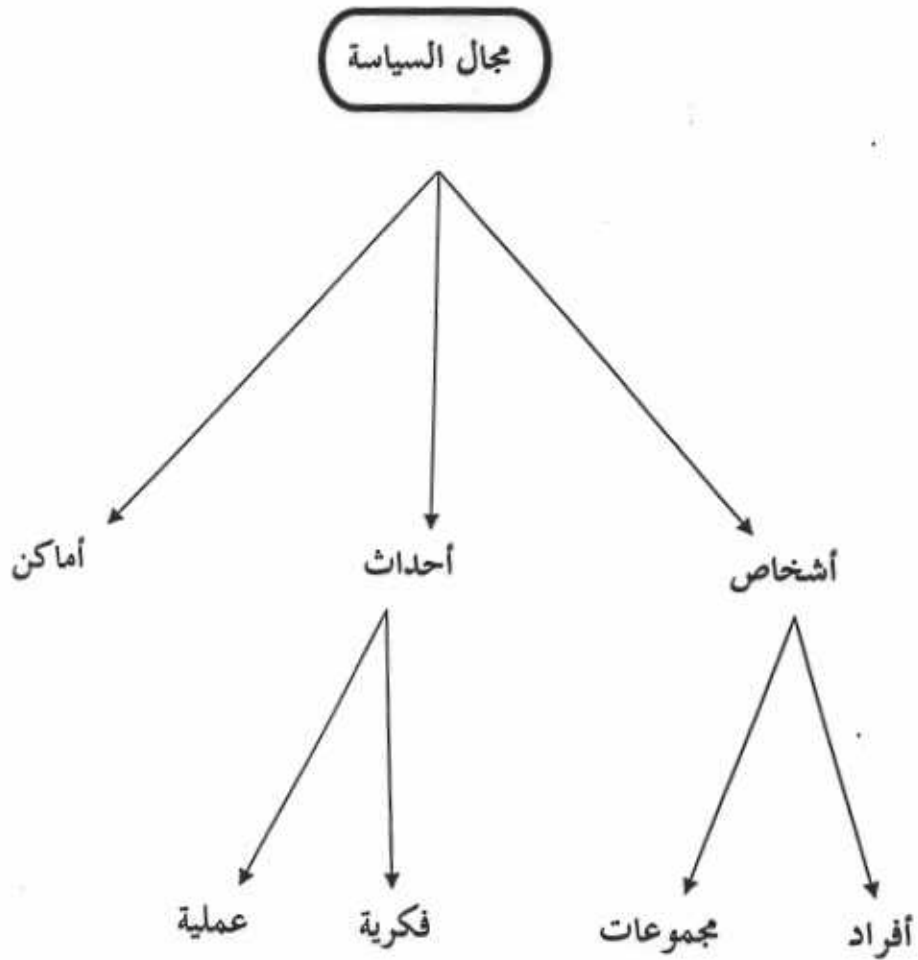 مجال السياسة
أشخاص
أحداث
أماكن
أفراد
مجموعات
فكرية
عملية